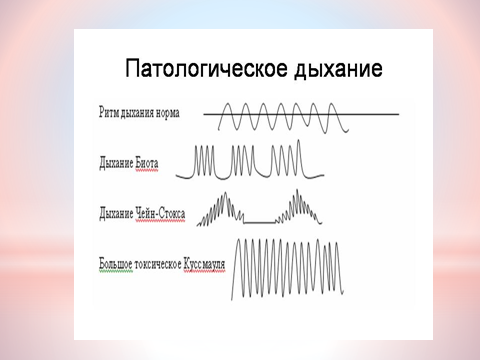 Патологическое дыхание
Ритм дыхания норма
Дыхание Биота
Дыхание Чейн-Стокса
Большое токсическое Куссмауля